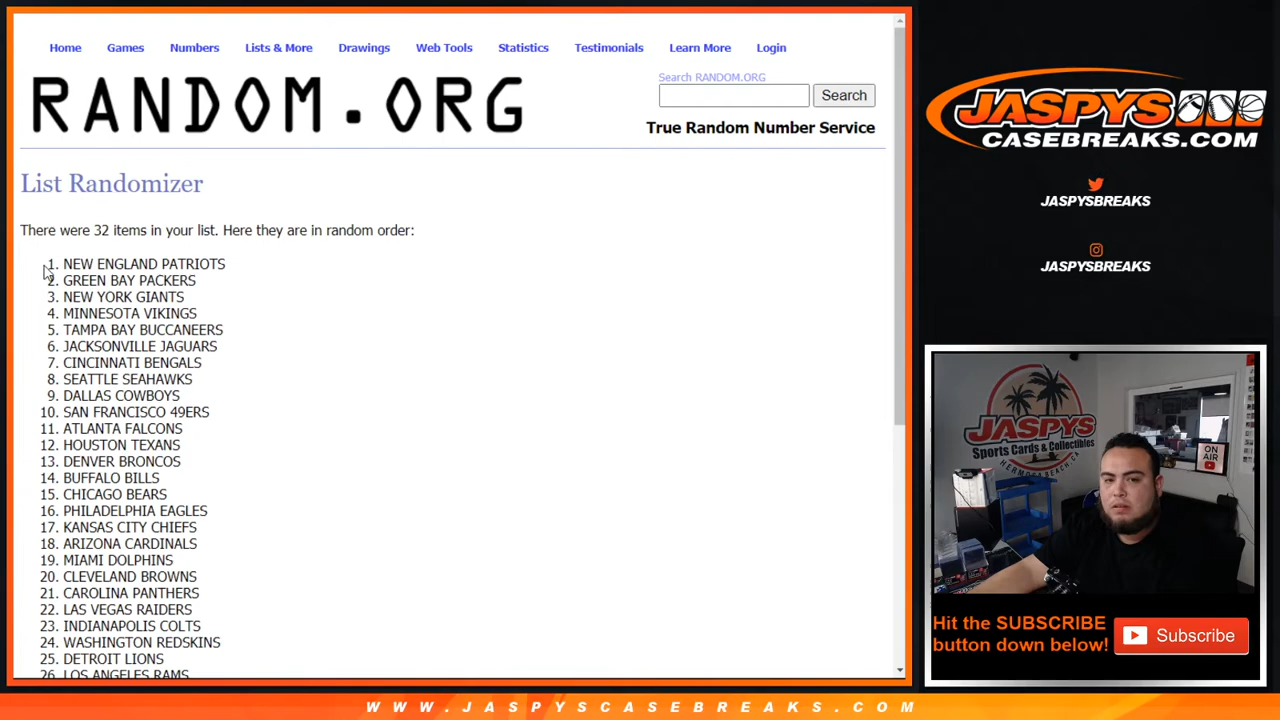 Home Games Numbers Lists & More Drawings Web Tools Statistics Testimonials Learn More Login
RANDOM.ORG
Search RANDOM.ORG
Search
True Random Number Service
List Randomizer
There were 32 items in your list. Here they are in random order:
1. NEW ENGLAND PATRIOTS
2. GREEN BAY PACKERS
3. NEW YORK GIANTS
4. MINNESOTA VIKINGS
5. TAMPA BAY BUCCANEERS
6. JACKSONVILLE JAGUARS
7. CINCINNATI BENGALS
8. SEATTLE SEAHAWKS
9. DALLAS COWBOYS
10. SAN FRANCISCO 49ERS
11. ATLANTA FALCONS
12. HOUSTON TEXANS
13. DENVER BRONCOS
14. BUFFALO BILLS
15. CHICAGO BEARS
16. PHILADELPHIA EAGLES
17. KANSAS CITY CHIEFS
18. ARIZONA CARDINALS
19. MIAMI DOLPHINS
20. CLEVELAND BROWNS
21. CAROLINA PANTHERS
22. LAS VEGAS RAIDERS
23. INDIANAPOLIS COLTS
24. WASHINGTON REDSKINS
25. DETROIT LIONS
26. LOS ANGELES RAMS
JASPYS
CASEBREAKS.COM
JASPYSBREAKS
JASPYSBREAKS
JASPYS
Sports Cards & Collectibles
HERMOSA BEACH, CA
ON
AIR
Hit the SUBSCRIBE
button down below!
Subscribe
WWW.JASPYSCASEBREAKS.COM